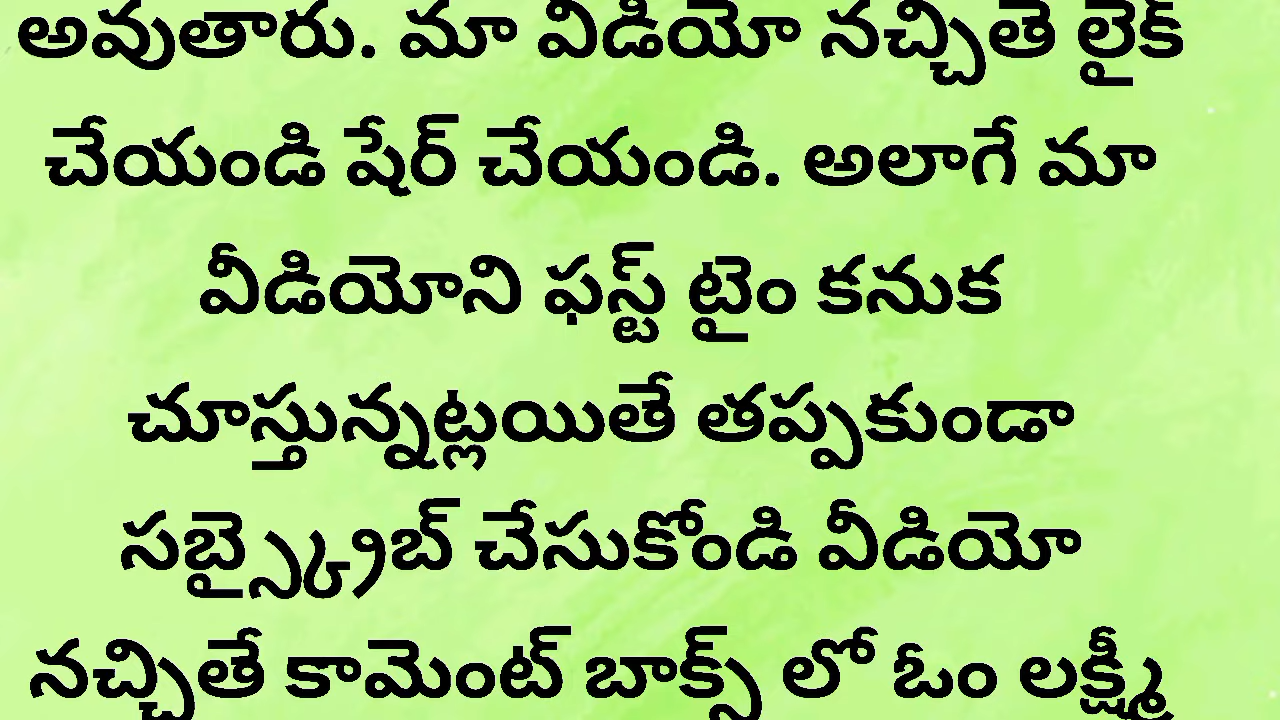 అవుతారు. మా వీడియో నచ్చితే లైక్
చేయండి షేర్ చేయండి. అలాగే మా
వీడియోని ఫస్ట్ టైం కనుక
చూస్తున్నట్లయితే తప్పకుండా
సబ్స్క్రైబ్ చేసుకోండి వీడియో
నచ్చితే కామెంట్ బాక్స్ లో ఓం లక్ష్మీ